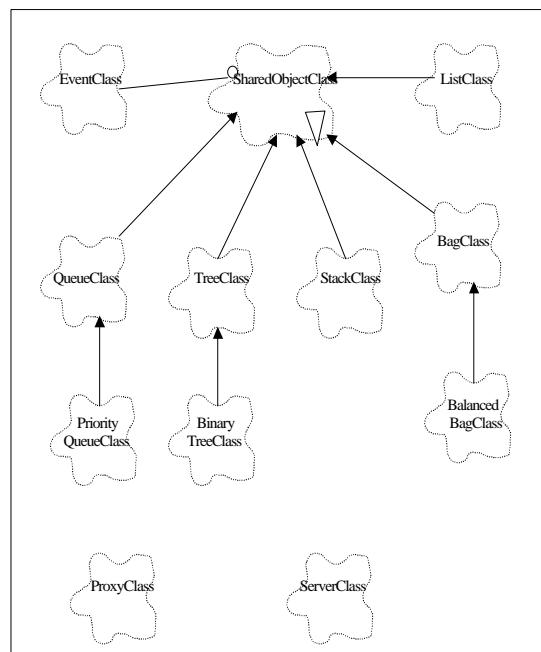 EventClass
SharedObjectClass
ListClass
QueueClass
TreeClass
StackClass
BagClass
Priority
QueueClass
Binary
TreeClass
Balanced
BagClass
ProxyClass
ServerClass